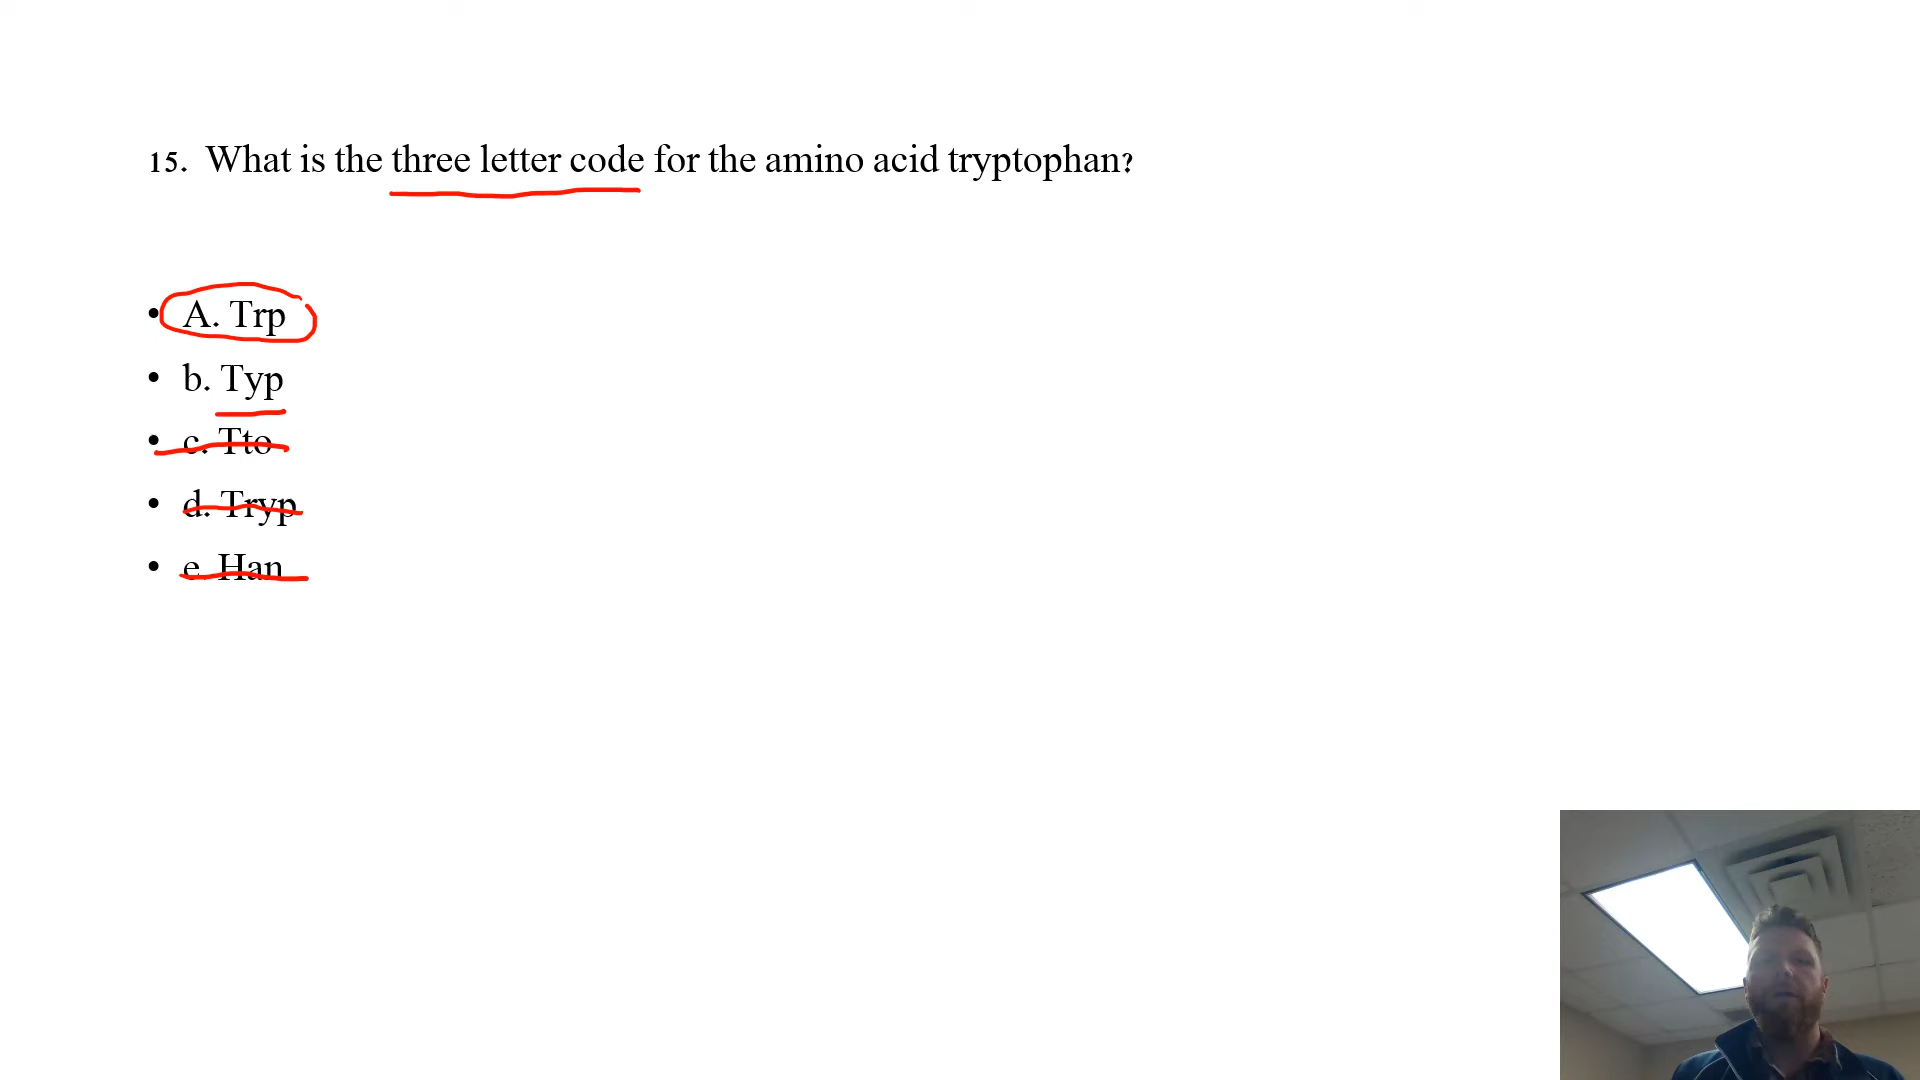 15. What is the three letter code for the amino acid tryptophan?
• A. Trp
• b. Typ
• c. Tto
• d. Tryp
• e. Han